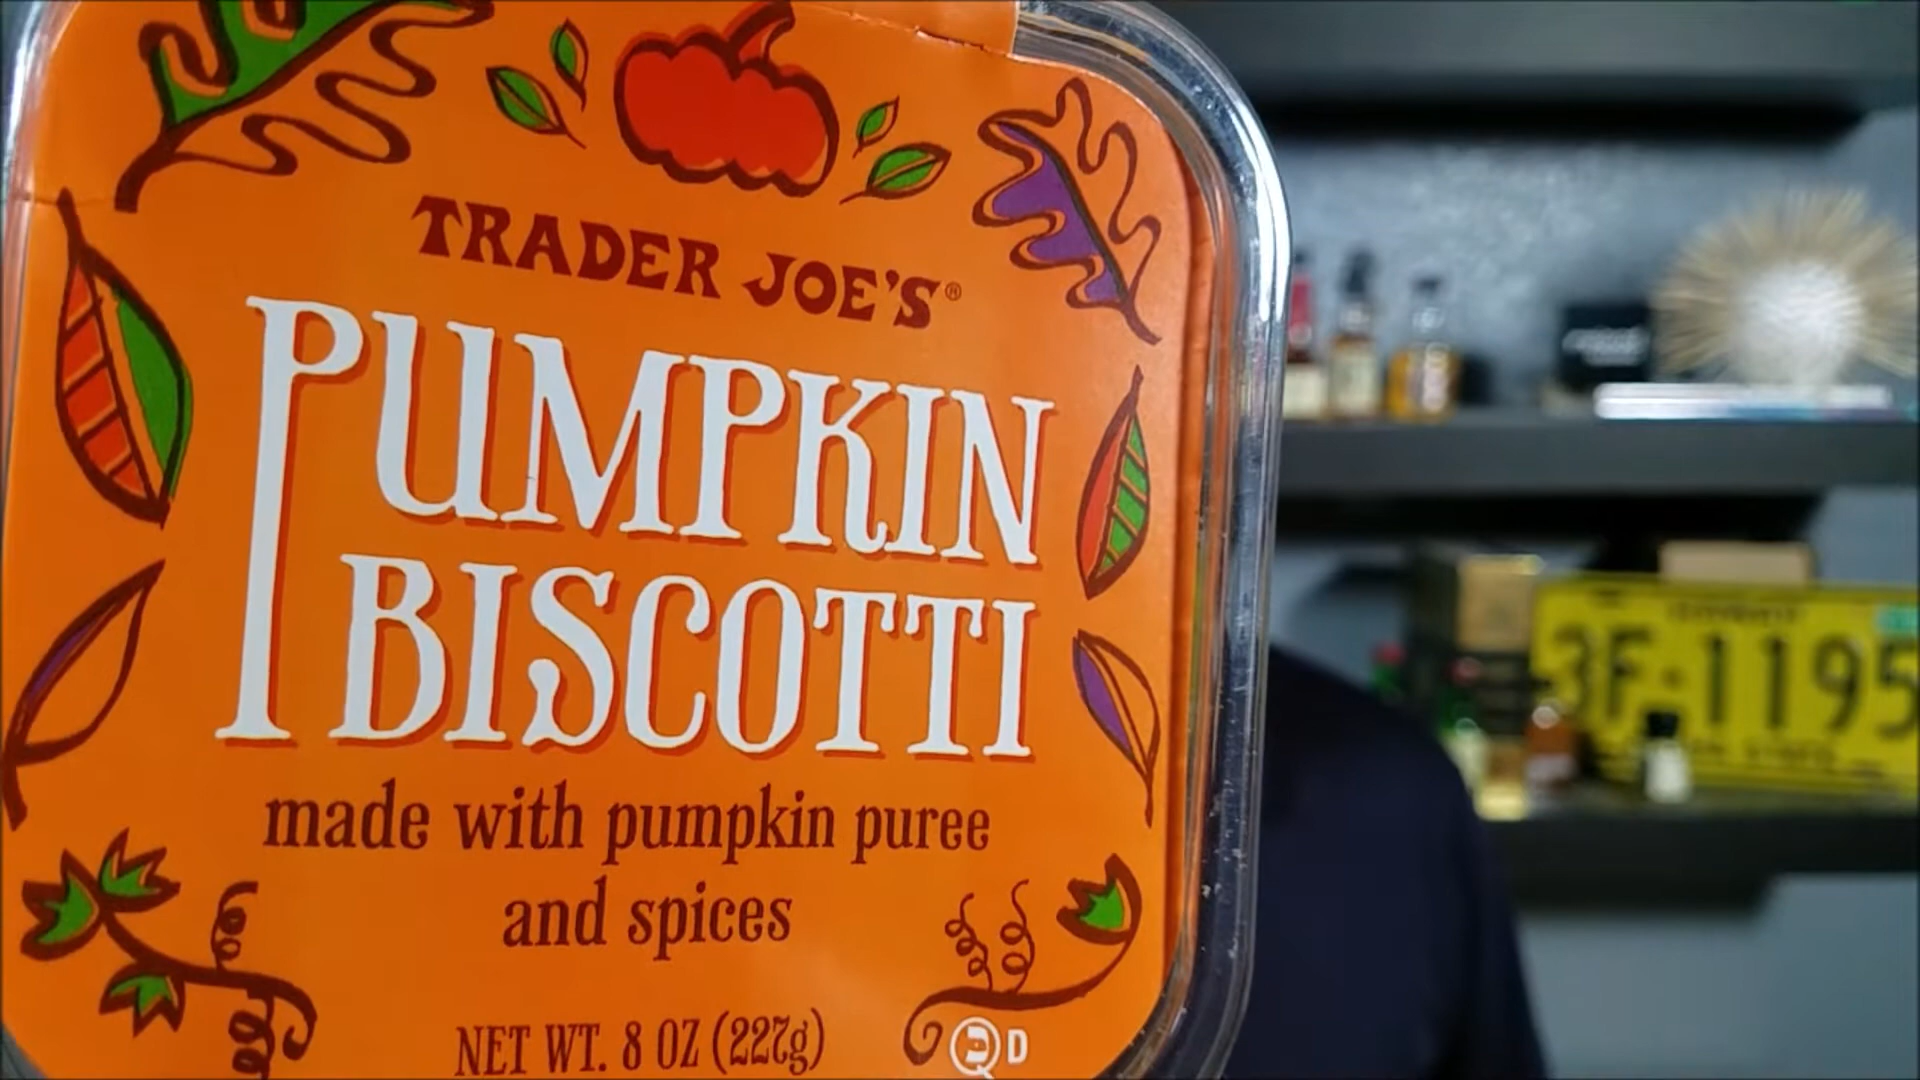 TRADER JOE'S®
PUMPKIN
BISCOTTI
made with pumpkin puree
and spices
NET WT. 8 OZ (227g)
D
3F-1195